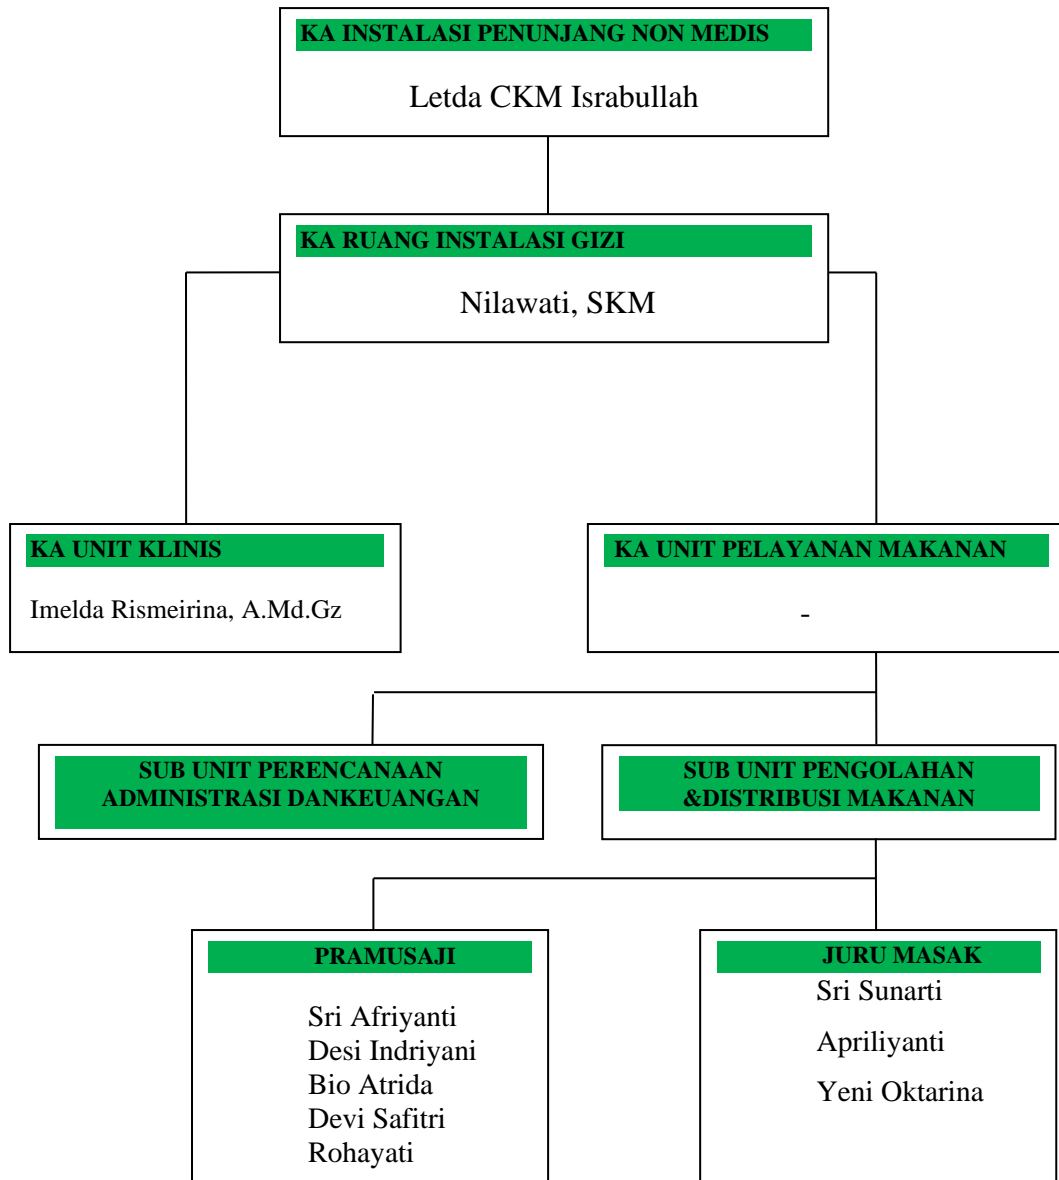 KA INSTALASI PENUNJANG NON MEDIS
Letda CKM Israbullah
KA RUANG INSTALASI GIZI
Nilawati, SKM
KA UNIT KLINIS
Imelda Rismeirina, A.Md.Gz
KA UNIT PELAYANAN MAKANAN
-
SUB UNIT PERENCANAAN
ADMINISTRASI DANKEUANGAN
SUB UNIT PENGOLAHAN
&DISTRIBUSI MAKANAN
PRAMUSAJI
Sri Afriyanti
Desi Indriyani
Bio Atrida
Devi Safitri
Rohayati
JURU MASAK
Sri Sunarti
Apriliyanti
Yeni Oktarina